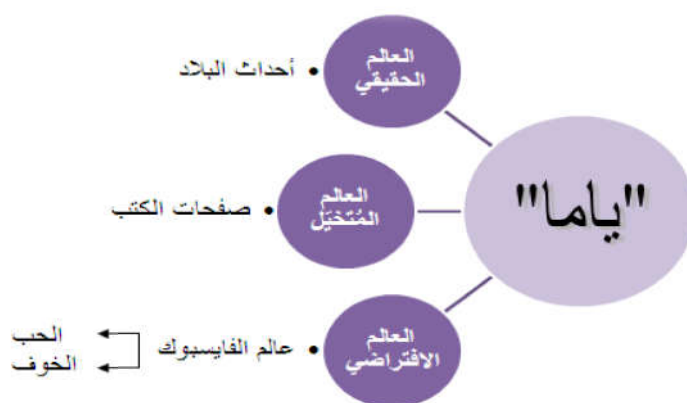 "ياما"
العالم
الحقيقي
• أحداث البلاد
العالم
المُتخيّل
• صفحات الكتب
العالم
الافتراضي
• عالم الفايسبوك
الحب
الخوف